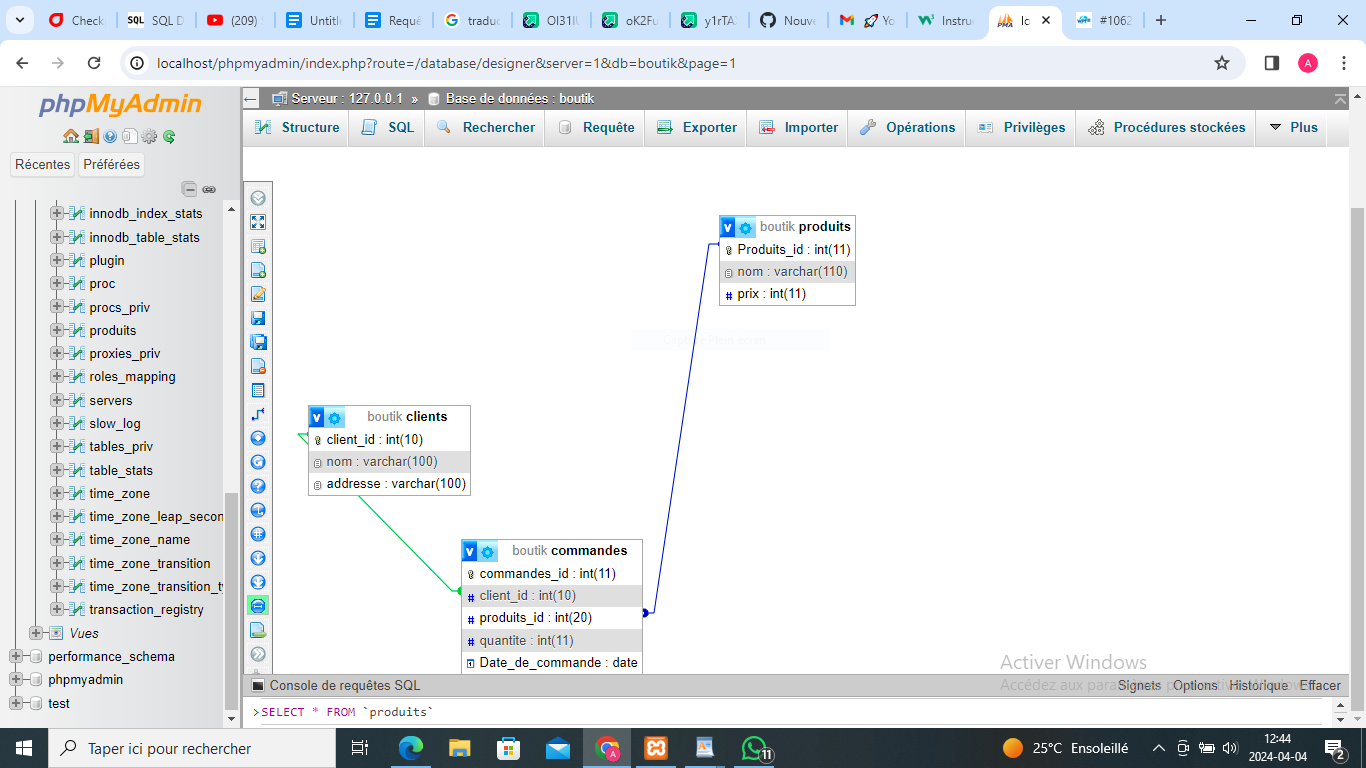 Check
SQL SQL D
(209)
Untitle
Requê
traduc
OI31I
oK2Fu
y1rTA
Nouve
Yo
Instru
PMA lc
#1062
localhost/phpmyadmin/index.php?route=/database/designer&server=1&db=boutik&page=1
A
phpMyAdmin
Récentes
Préférées
innodb_index_stats
innodb_table_stats
plugin
proc
procs_priv
produits
proxies_priv
roles_mapping
servers
slow_log
tables_priv
table_stats
time_zone
time_zone_leap_secon
time_zone_name
time_zone_transition
time_zone_transition_ty
transaction_registry
Vues
performance_schema
phpmyadmin
test
Serveur : 127.0.0.1 » Base de données : boutik
Structure SQL Rechercher Requête Exporter Importer Opérations Privilèges Procédures stockées Plus
V boutik produits
Produits_id : int(11)
nom : varchar(110)
# prix : int(11)
V boutik clients
client_id : int(10)
nom : varchar(100)
addresse : varchar(100)
V boutik commandes
commandes_id : int(11)
# client_id : int(10)
# produits_id : int(20)
# quantite : int(11)
Date_de_commande : date
Activer Windows
Accédez aux para
Console de requêtes SQL
Signets Options Historique Effacer
>SELECT * FROM `produits`
Taper ici pour rechercher
A
11
25°C Ensoleillé
12:44
2024-04-04
2